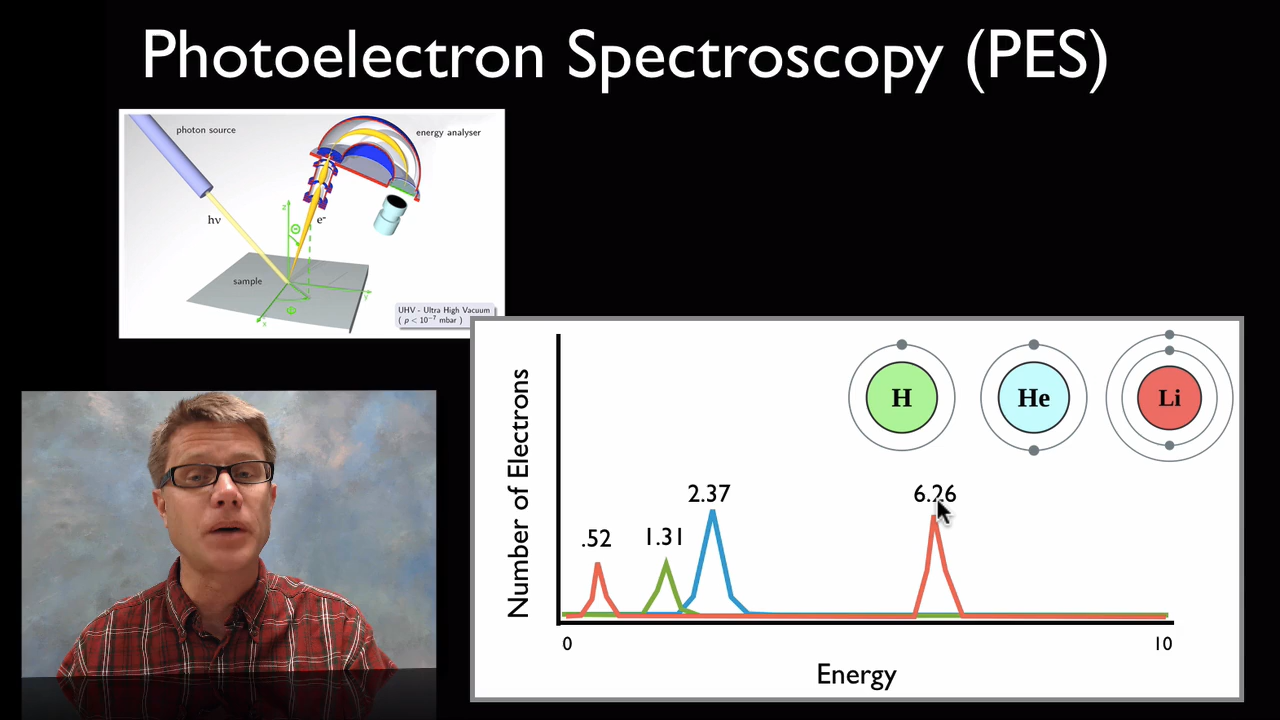 Photoelectron Spectroscopy (PES)
photon source
energy analyser
hν
e⁻
z
Θ
sample
y
Φ
x
UHV - Ultra High Vacuum
( p < 10⁻⁷ mbar )
Number of Electrons
H
He
Li
.52
1.31
2.37
6.26
0
10
Energy